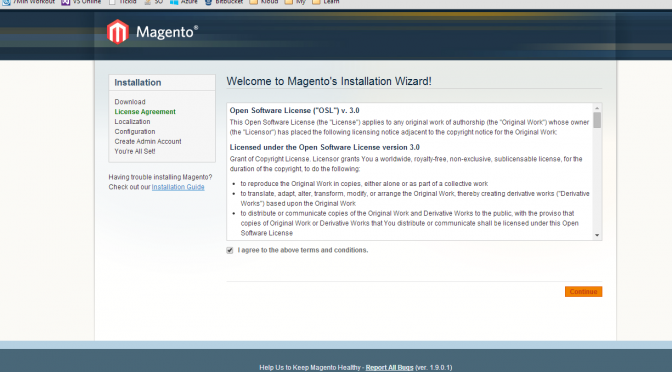 7Min Workout VS Online TickId SO Azure bitbucket Kloud My Learn
Magento®
Installation
Download
License Agreement
Localization
Configuration
Create Admin Account
You're All Set!
Having trouble installing Magento?
Check out our Installation Guide
Welcome to Magento's Installation Wizard!
Open Software License ("OSL") v. 3.0
This Open Software License (the "License") applies to any original work of authorship (the "Original Work") whose owner
(the "Licensor") has placed the following licensing notice adjacent to the copyright notice for the Original Work:
Licensed under the Open Software License version 3.0
Grant of Copyright License. Licensor grants You a worldwide, royalty-free, non-exclusive, sublicensable license, for the
duration of the copyright, to do the following:
• to reproduce the Original Work in copies, either alone or as part of a collective work
• to translate, adapt, alter, transform, modify, or arrange the Original Work, thereby creating derivative works ("Derivative
Works") based upon the Original Work
• to distribute or communicate copies of the Original Work and Derivative Works to the public, with the proviso that
copies of Original Work or Derivative Works that You distribute or communicate shall be licensed under this Open
Software License
I agree to the above terms and conditions.
Continue
Help Us to Keep Magento Healthy - Report All Bugs (ver. 1.9.0.1)